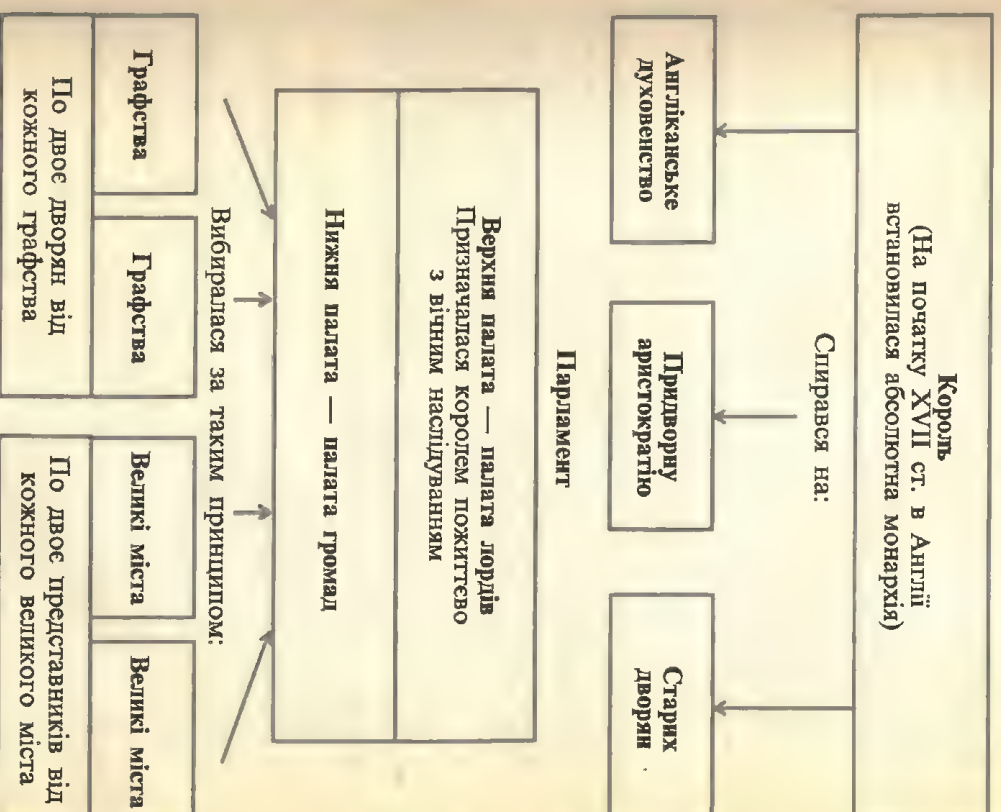 Король
(На початку XVII ст. в Англії
встановилася абсолютна монархія)
Спирався на:
Англіканське
духовенство
Придворну
аристократію
Старих
дворян
Парламент
Верхня палата — палата лордів
Призначалася королем пожиттєво
з вічним наслідуванням
Нижня палата — палата громад
Вибиралася за таким принципом:
Графства
Графства
Великі міста
Великі міста
По двоє дворян від
кожного графства
По двоє представників від
кожного великого міста